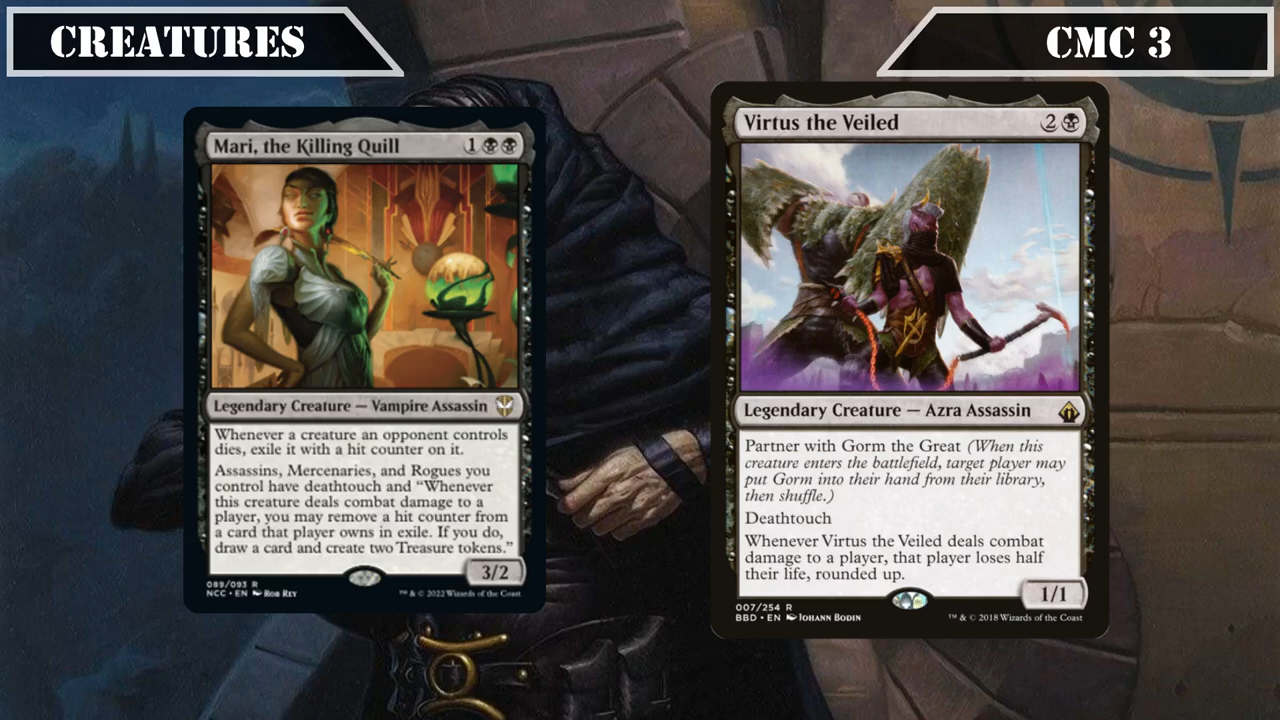 CREATURES
CMC 3
Mari, the Killing Quill 1
Legendary Creature — Vampire Assassin
Whenever a creature an opponent controls
dies, exile it with a hit counter on it.
Assassins, Mercenaries, and Rogues you
control have deathtouch and “Whenever
this creature deals combat damage to a
player, you may remove a hit counter from
a card that player owns in exile. If you do,
draw a card and create two Treasure tokens.”
3/2
089/093 R
NCC • EN Rob Rey
™ & © 2022 Wizards of the Coast
Virtus the Veiled 2
Legendary Creature — Azra Assassin
Partner with Gorm the Great (When this
creature enters the battlefield, target player may
put Gorm into their hand from their library,
then shuffle.)
Deathtouch
Whenever Virtus the Veiled deals combat
damage to a player, that player loses half
their life, rounded up.
1/1
007/254 R
BBD • EN Johann Bodin
™ & © 2018 Wizards of the Coast